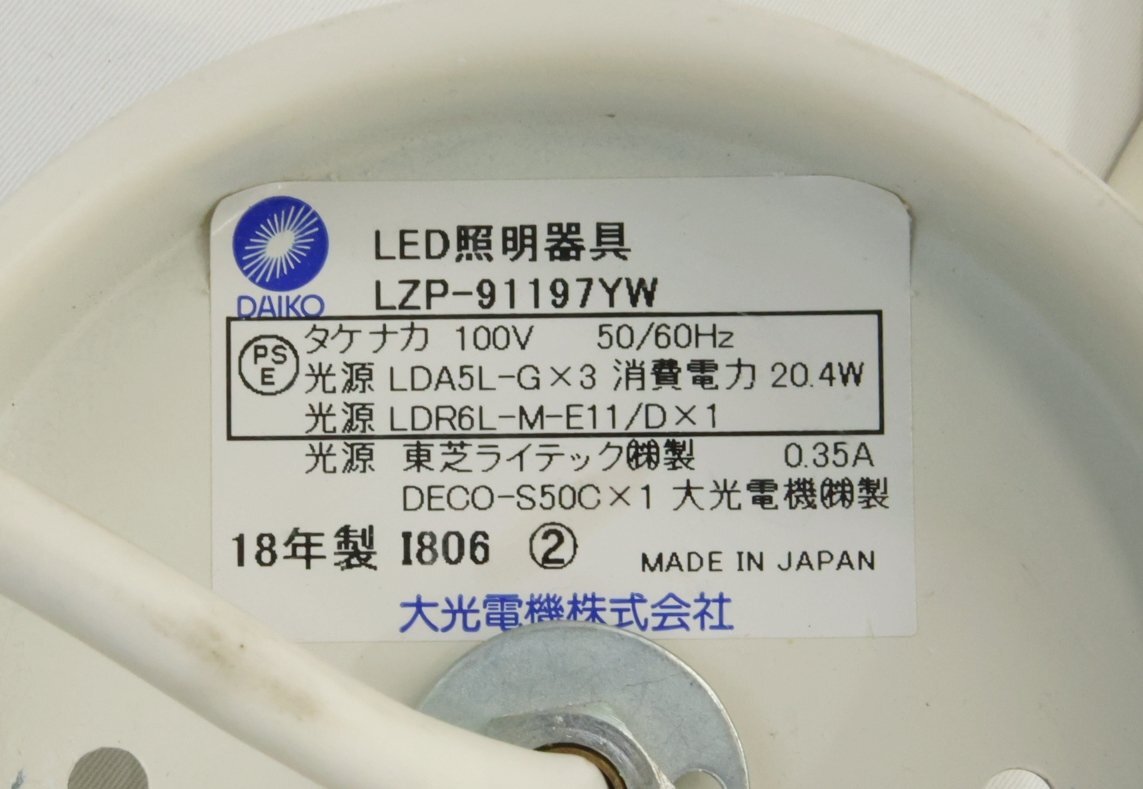 DAIKO
LED照明器具
LZP-91197YW
PS E
タケナカ 100V 50/60Hz
光源 LDA5L-G×3 消費電力 20.4W
光源 LDR6L-M-E11/D×1
光源 東芝ライテック㈱製 0.35A
DECO-S50C×1 大光電機㈱製
18年製 I806 ② MADE IN JAPAN
大光電機株式会社